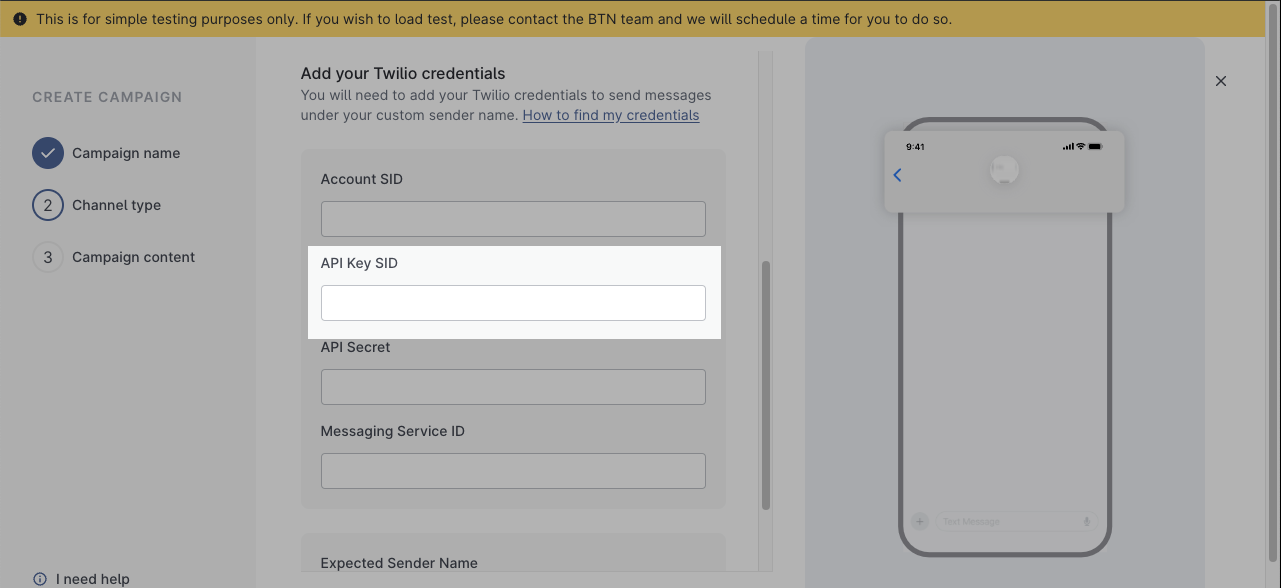 This is for simple testing purposes only. If you wish to load test, please contact the BTN team and we will schedule a time for you to do so.
CREATE CAMPAIGN
Campaign name
2 Channel type
3 Campaign content
I need help
Add your Twilio credentials
You will need to add your Twilio credentials to send messages
under your custom sender name. How to find my credentials
Account SID
API Key SID
API Secret
Messaging Service ID
Expected Sender Name
9:41
Text Message